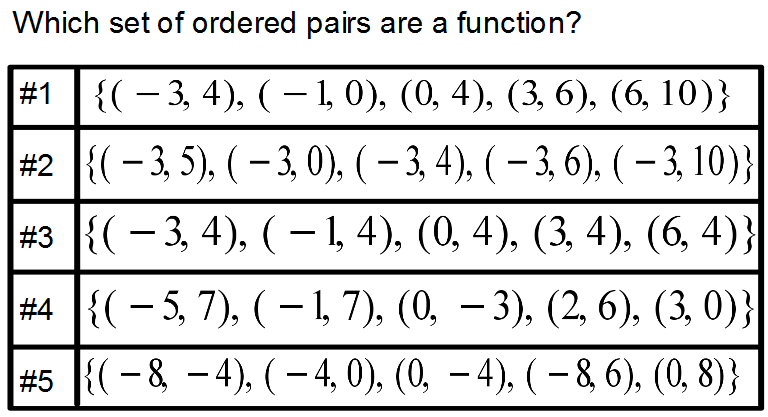 Which set of ordered pairs are a function?
#1 {( − 3, 4), ( − 1, 0), (0, 4), (3, 6), (6, 10)}
#2 {( − 3, 5), ( − 3, 0), ( − 3, 4), ( − 3, 6), ( − 3, 10)}
#3 {( − 3, 4), ( − 1, 4), (0, 4), (3, 4), (6, 4)}
#4 {( − 5, 7), ( − 1, 7), (0, − 3), (2, 6), (3, 0)}
#5 {( − 8, − 4), ( − 4, 0), (0, − 4), ( − 8, 6), (0, 8)}